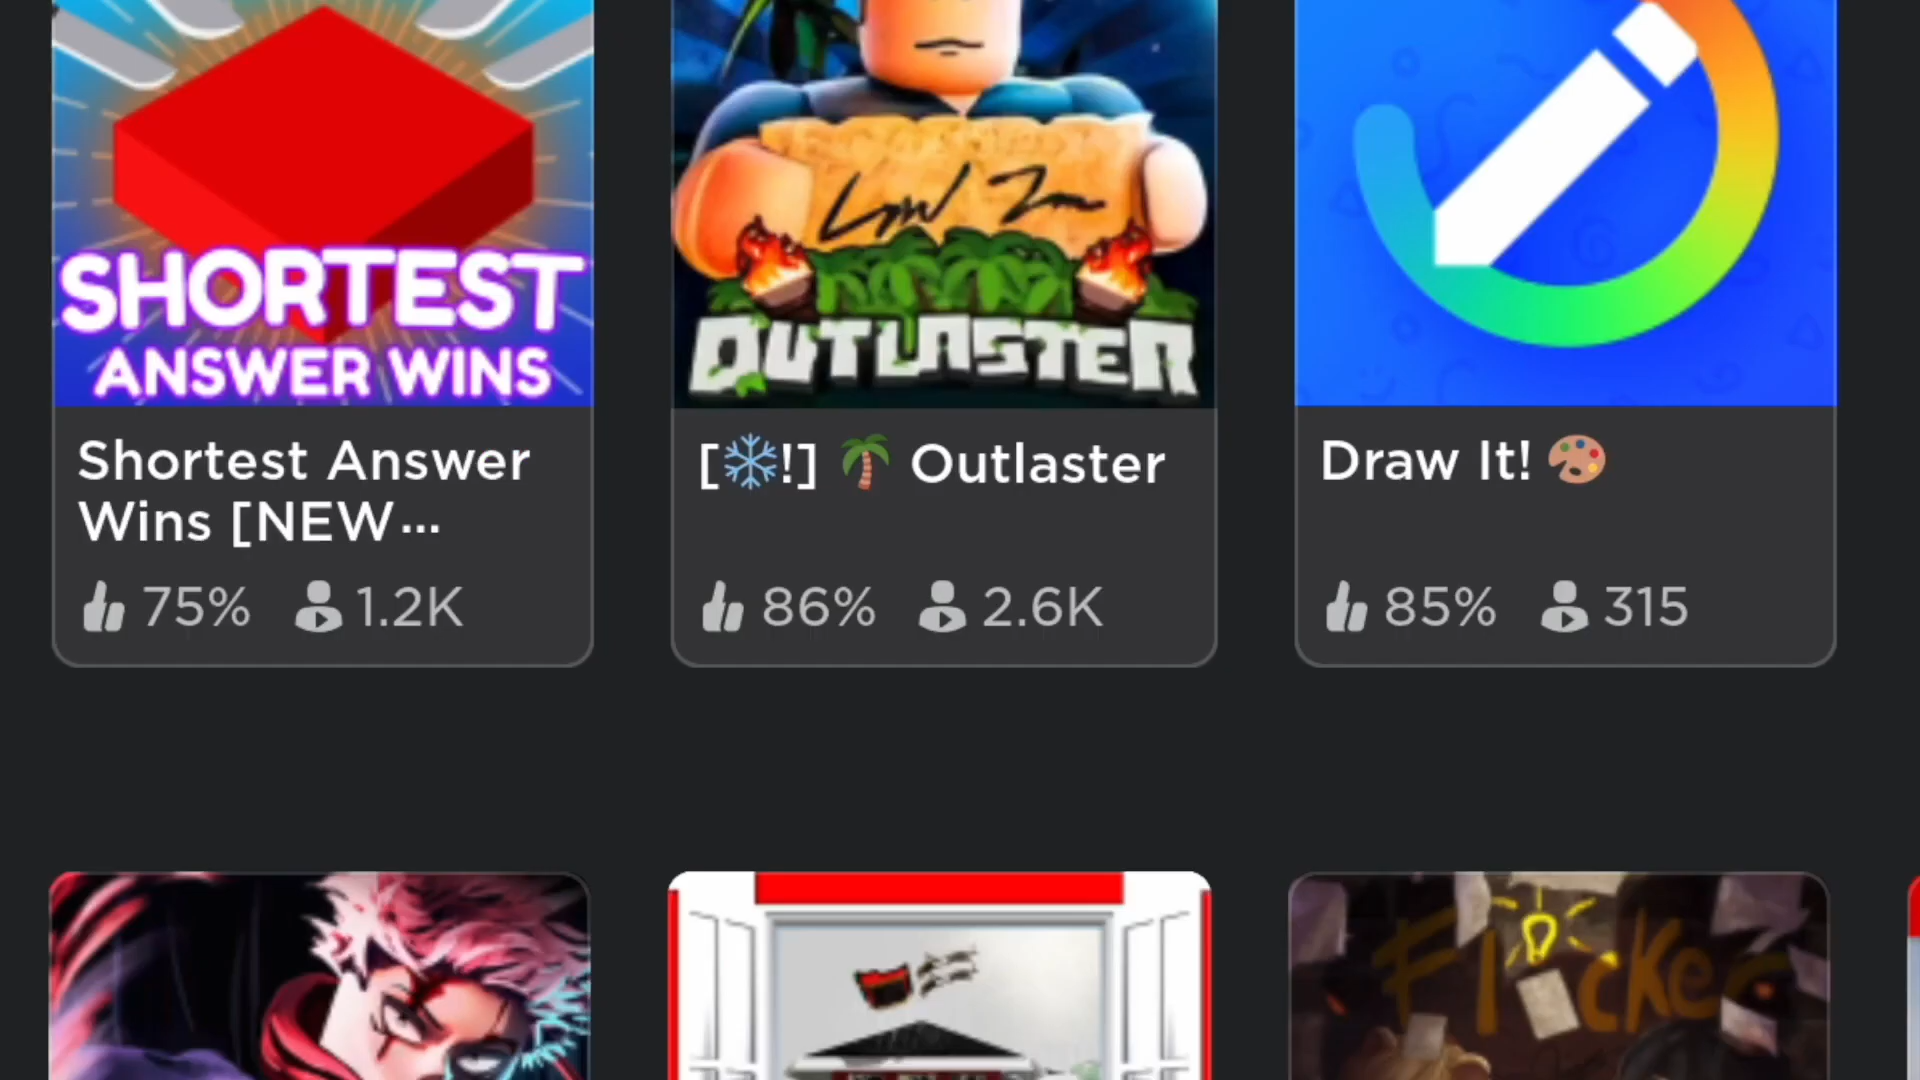 SHORTEST
ANSWER WINS
OUTLASTER
Shortest Answer
Wins [NEW...
[❄️!] 🌴 Outlaster
Draw It! 🎨
75% 1.2K
86% 2.6K
85% 315
Flicker